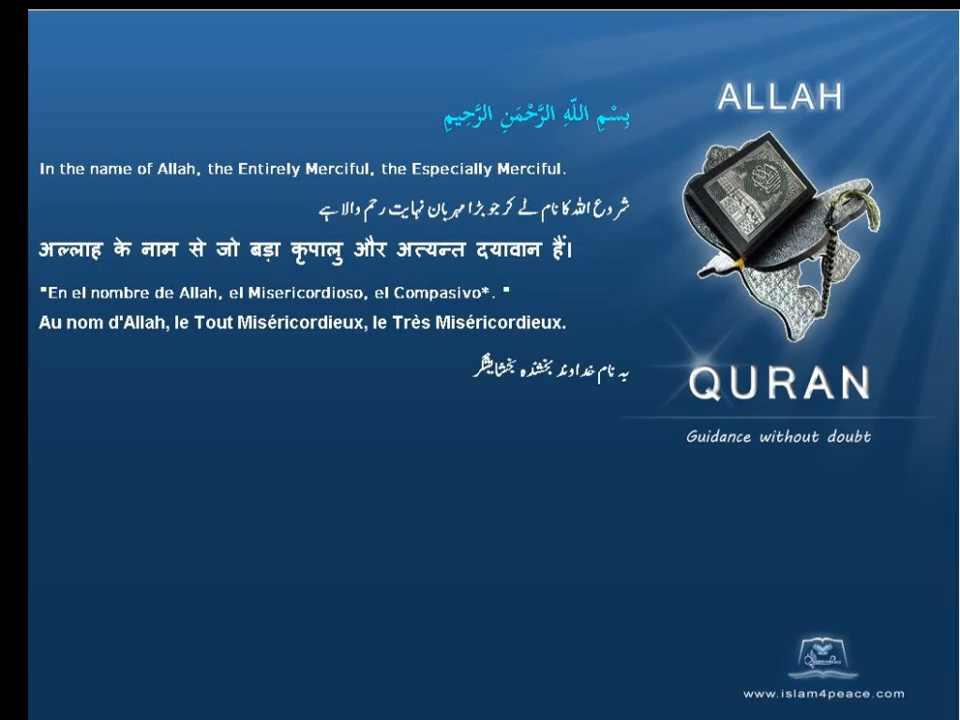 بِسْمِ اللَّهِ الرَّحْمَنِ الرَّحِيمِ
In the name of Allah, the Entirely Merciful, the Especially Merciful.
شروع الله کا نام لے کر جو بڑا مہربان نہایت رحم والا ہے
अल्लाह के नाम से जो बड़ा कृपालु और अत्यन्त दयावान हैं।
"En el nombre de Allah, el Misericordioso, el Compasivo*. "
Au nom d'Allah, le Tout Miséricordieux, le Très Miséricordieux.
به نام خداوند بخشنده بخشایشگر
ALLAH
QURAN
Guidance without doubt
www.islam4peace.com